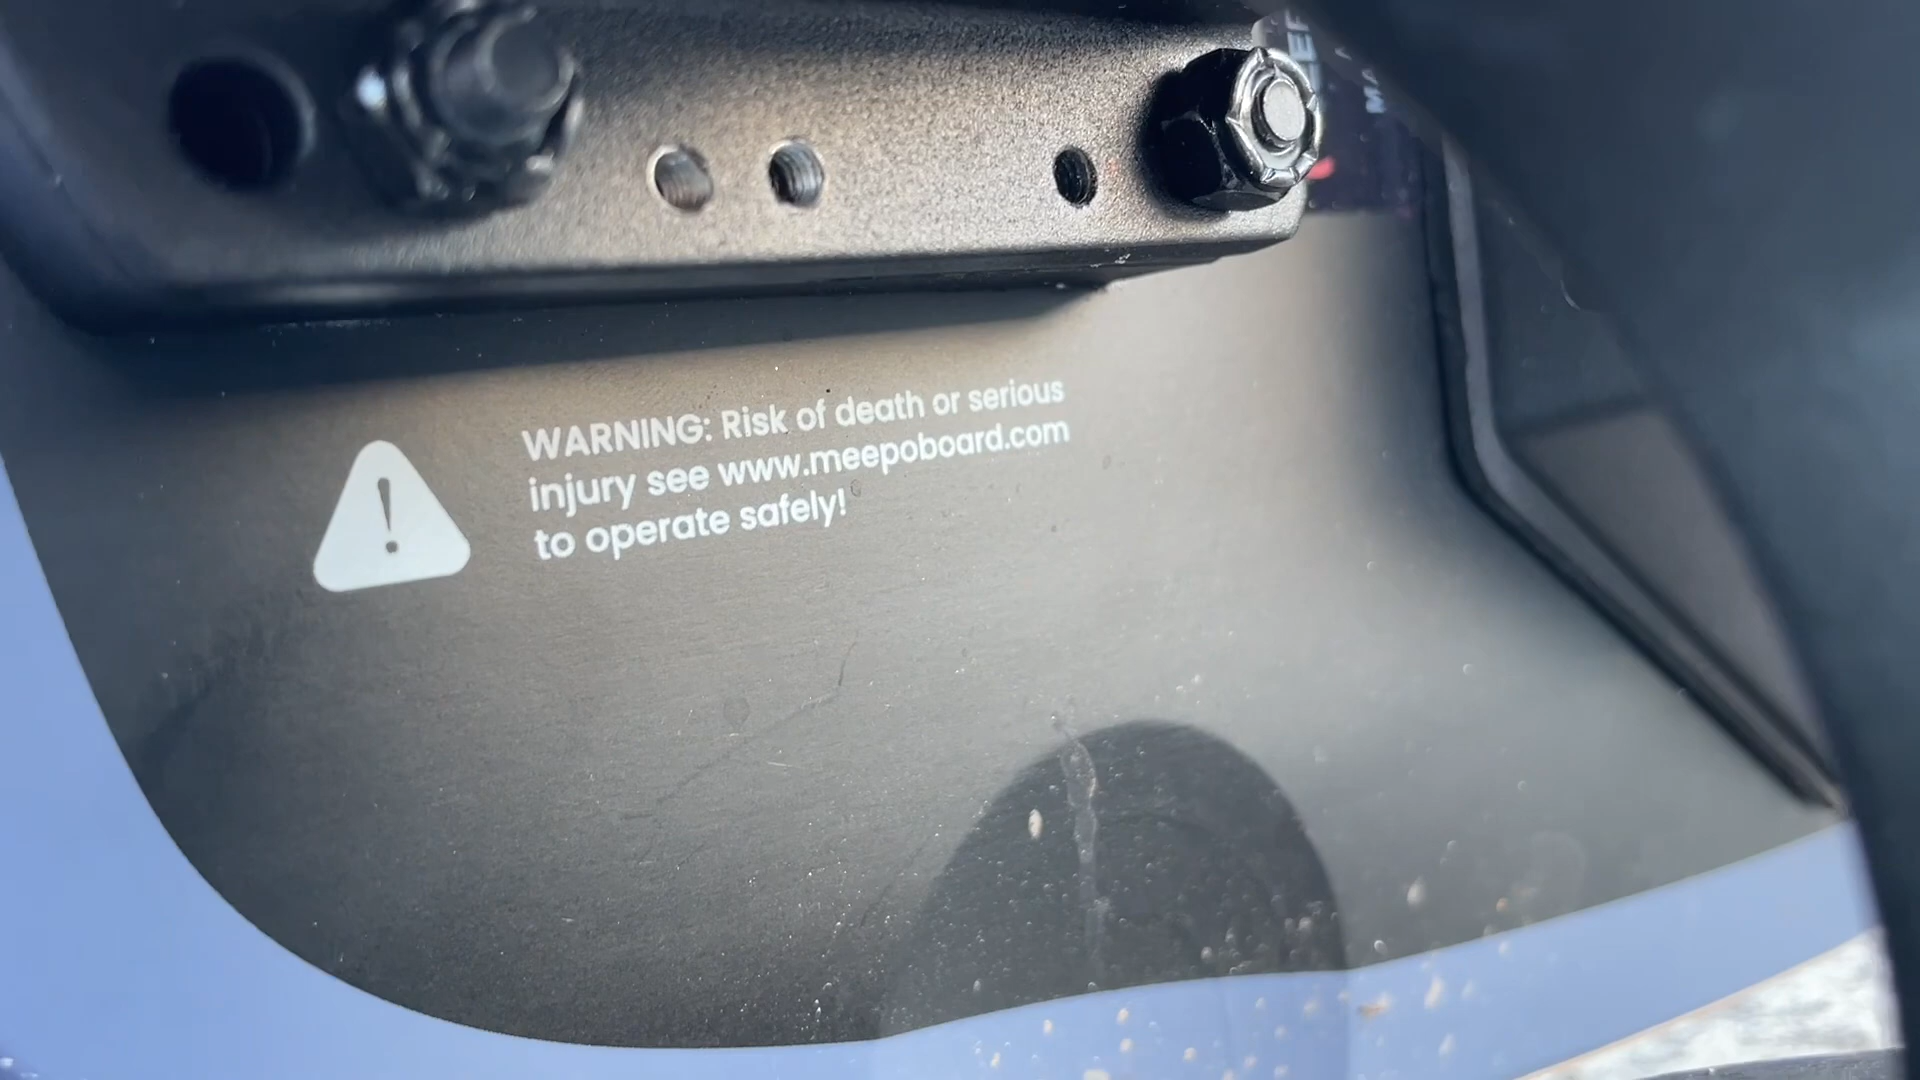 WARNING: Risk of death or serious
injury see www.meepoboard.com
to operate safely!